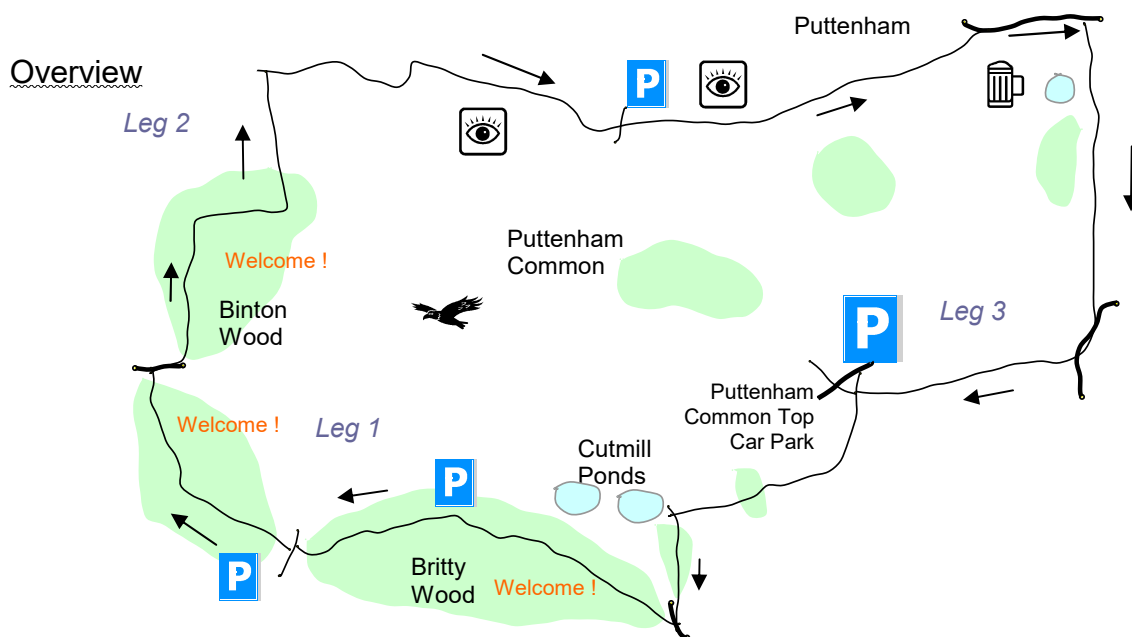 Puttenham
Overview
P
Leg 2
Puttenham
Common
Welcome !
Binton
Wood
Leg 3
P
Puttenham
Common Top
Car Park
Welcome !
Leg 1
Cutmill
Ponds
P
Britty
Wood
Welcome !
P